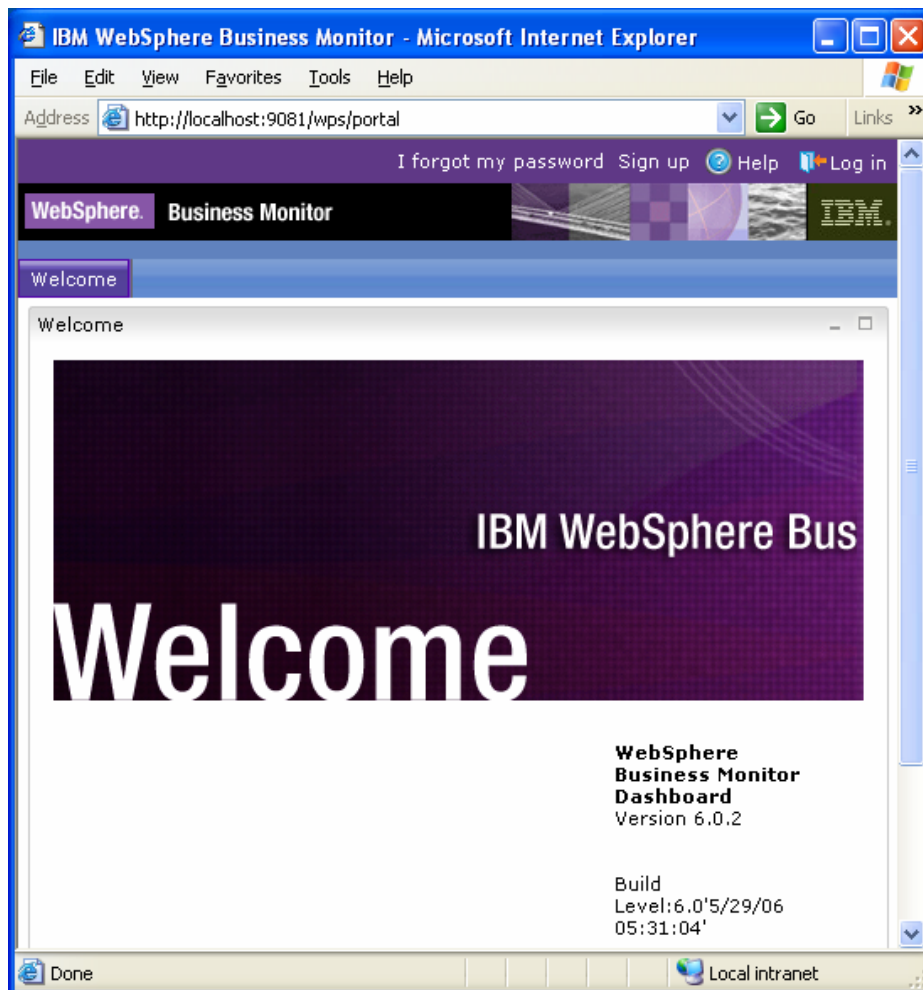 IBM WebSphere Business Monitor - Microsoft Internet Explorer
File Edit View Favorites Tools Help
Address http://localhost:9081/wps/portal Go Links »
I forgot my password Sign up ? Help Log in
WebSphere. Business Monitor IBM.
Welcome
Welcome
IBM WebSphere Bus
Welcome
WebSphere
Business Monitor
Dashboard
Version 6.0.2
Build
Level:6.0'5/29/06
05:31:04'
Done Local intranet